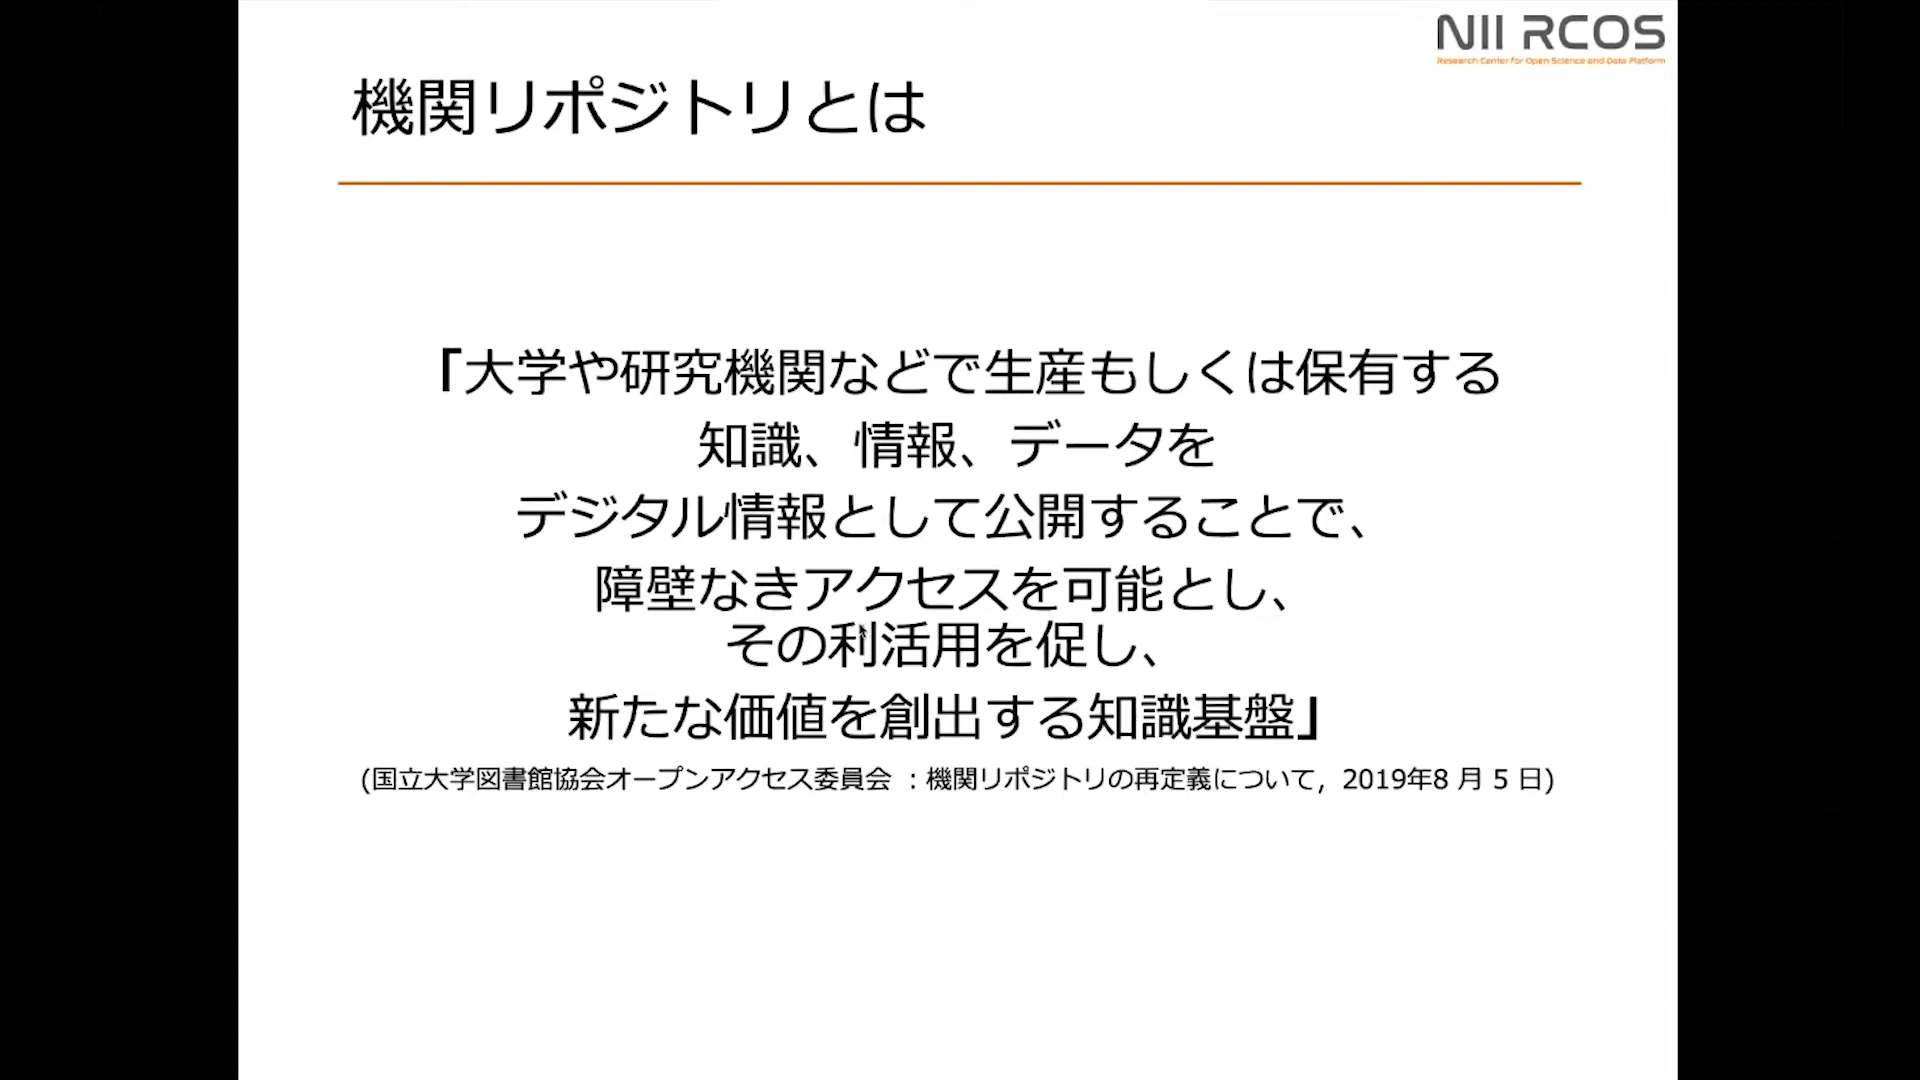 NII RCOS
Research Center for Open Science and Data Platform
機関リポジトリとは
「大学や研究機関などで生産もしくは保有する
知識、情報、データを
デジタル情報として公開することで、
障壁なきアクセスを可能とし、
その利活用を促し、
新たな価値を創出する知識基盤」
(国立大学図書館協会オープンアクセス委員会 ：機関リポジトリの再定義について，2019年8 月 5 日)